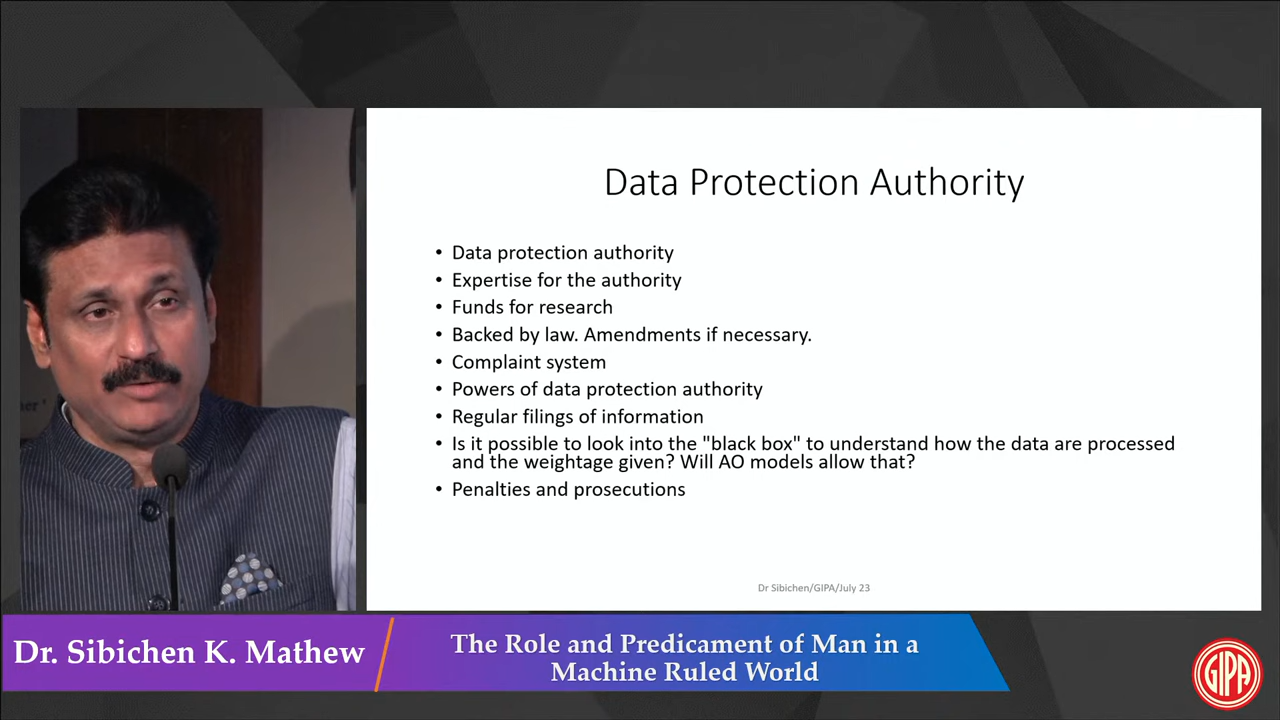 Data Protection Authority
• Data protection authority
• Expertise for the authority
• Funds for research
• Backed by law. Amendments if necessary.
• Complaint system
• Powers of data protection authority
• Regular filings of information
• Is it possible to look into the "black box" to understand how the data are processed
and the weightage given? Will AO models allow that?
• Penalties and prosecutions
Dr Sibichen/GIPA/July 23
Dr. Sibichen K. Mathew
The Role and Predicament of Man in a
Machine Ruled World
GIPA